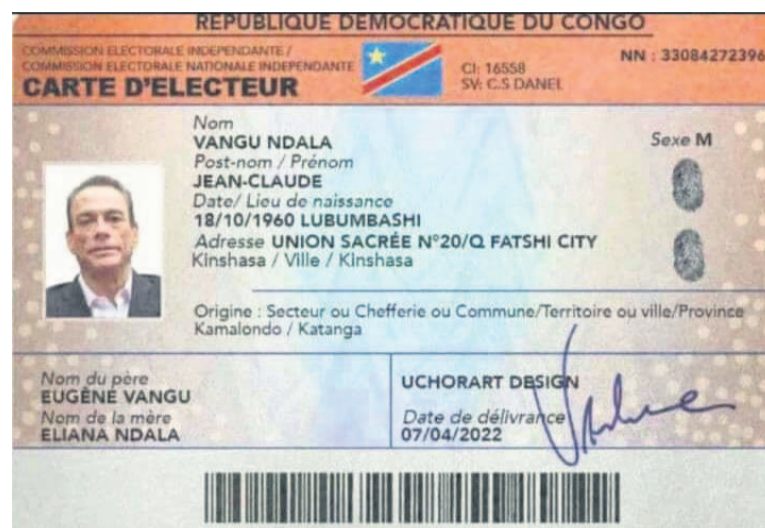 RÉPUBLIQUE DÉMOCRATIQUE DU CONGO
COMMISSION ELECTORALE INDEPENDANTE /
COMMISSION ELECTORALE NATIONALE INDEPENDANTE
CARTE D'ELECTEUR
CI: 16558
SV: C.S DANEL
NN : 33084272396
Nom
VANGU NDALA
Sexe M
Post-nom / Prénom
JEAN-CLAUDE
Date/ Lieu de naissance
18/10/1960 LUBUMBASHI
Adresse UNION SACRÉE N°20/Q FATSHI CITY
Kinshasa / Ville / Kinshasa
Origine : Secteur ou Chefferie ou Commune/Territoire ou ville/Province
Kamalondo / Katanga
Nom du père
EUGÈNE VANGU
Nom de la mère
ELIANA NDALA
UCHORART DESIGN
Date de délivrance
07/04/2022